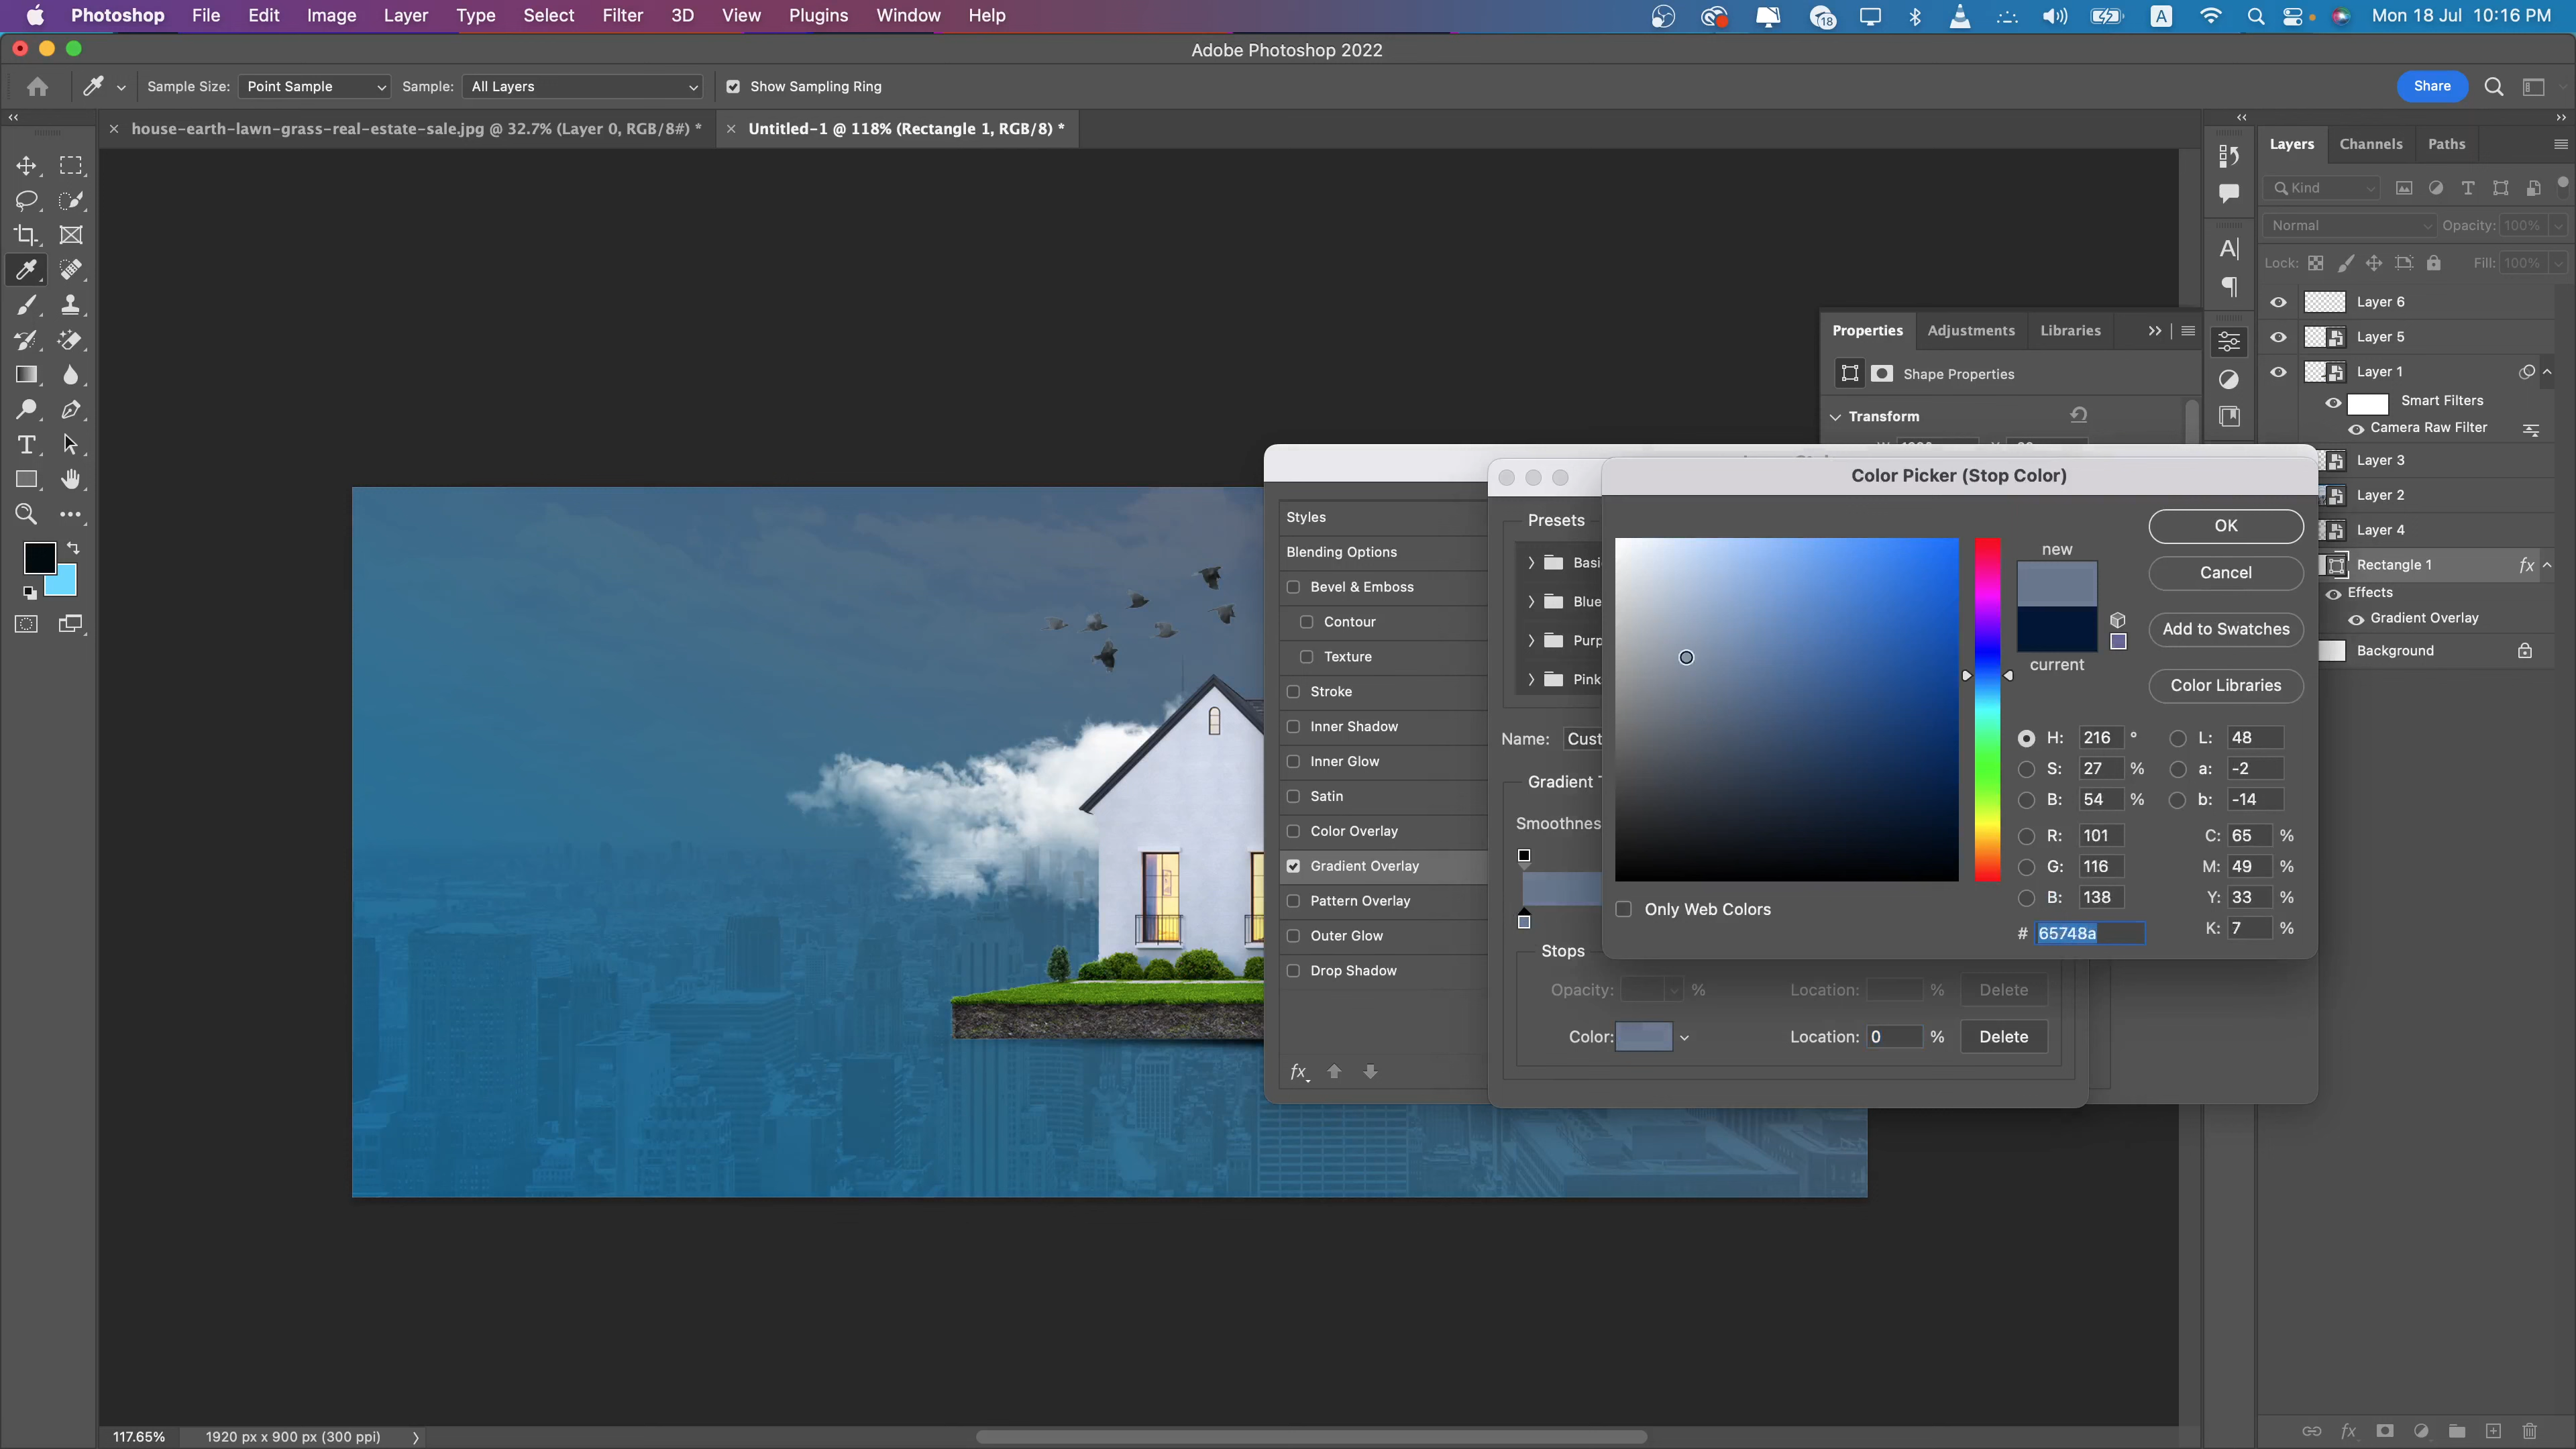 Photoshop File Edit Image Layer Type Select Filter 3D View Plugins Window Help 18 A Mon 18 Jul 10:16 PM
Adobe Photoshop 2022
Sample Size: Point Sample Sample: All Layers Show Sampling Ring Share
house-earth-lawn-grass-real-estate-sale.jpg @ 32.7% (Layer 0, RGB/8#) * Untitled-1 @ 118% (Rectangle 1, RGB/8) *
Layers Channels Paths
Kind
Normal Opacity: 100%
Lock: Fill: 100%
Layer 6
Layer 5
Layer 1
Smart Filters
Camera Raw Filter
Layer 3
Layer 2
Layer 4
Rectangle 1 fx
Effects
Gradient Overlay
Background
Properties Adjustments Libraries
Shape Properties
Transform
Styles
Blending Options
Bevel & Emboss
Contour
Texture
Stroke
Inner Shadow
Inner Glow
Satin
Color Overlay
Gradient Overlay
Pattern Overlay
Outer Glow
Drop Shadow
fx
Presets
Basi
Blue
Purp
Pink
Name: Cust
Gradient T
Smoothnes
Stops
Opacity: % Location: % Delete
Color: Location: 0 % Delete
Color Picker (Stop Color)
new
current
OK
Cancel
Add to Swatches
Color Libraries
H: 216 ° L: 48
S: 27 % a: -2
B: 54 % b: -14
R: 101 C: 65 %
G: 116 M: 49 %
B: 138 Y: 33 %
# 65748a K: 7 %
Only Web Colors
117.65% 1920 px x 900 px (300 ppi)
fx